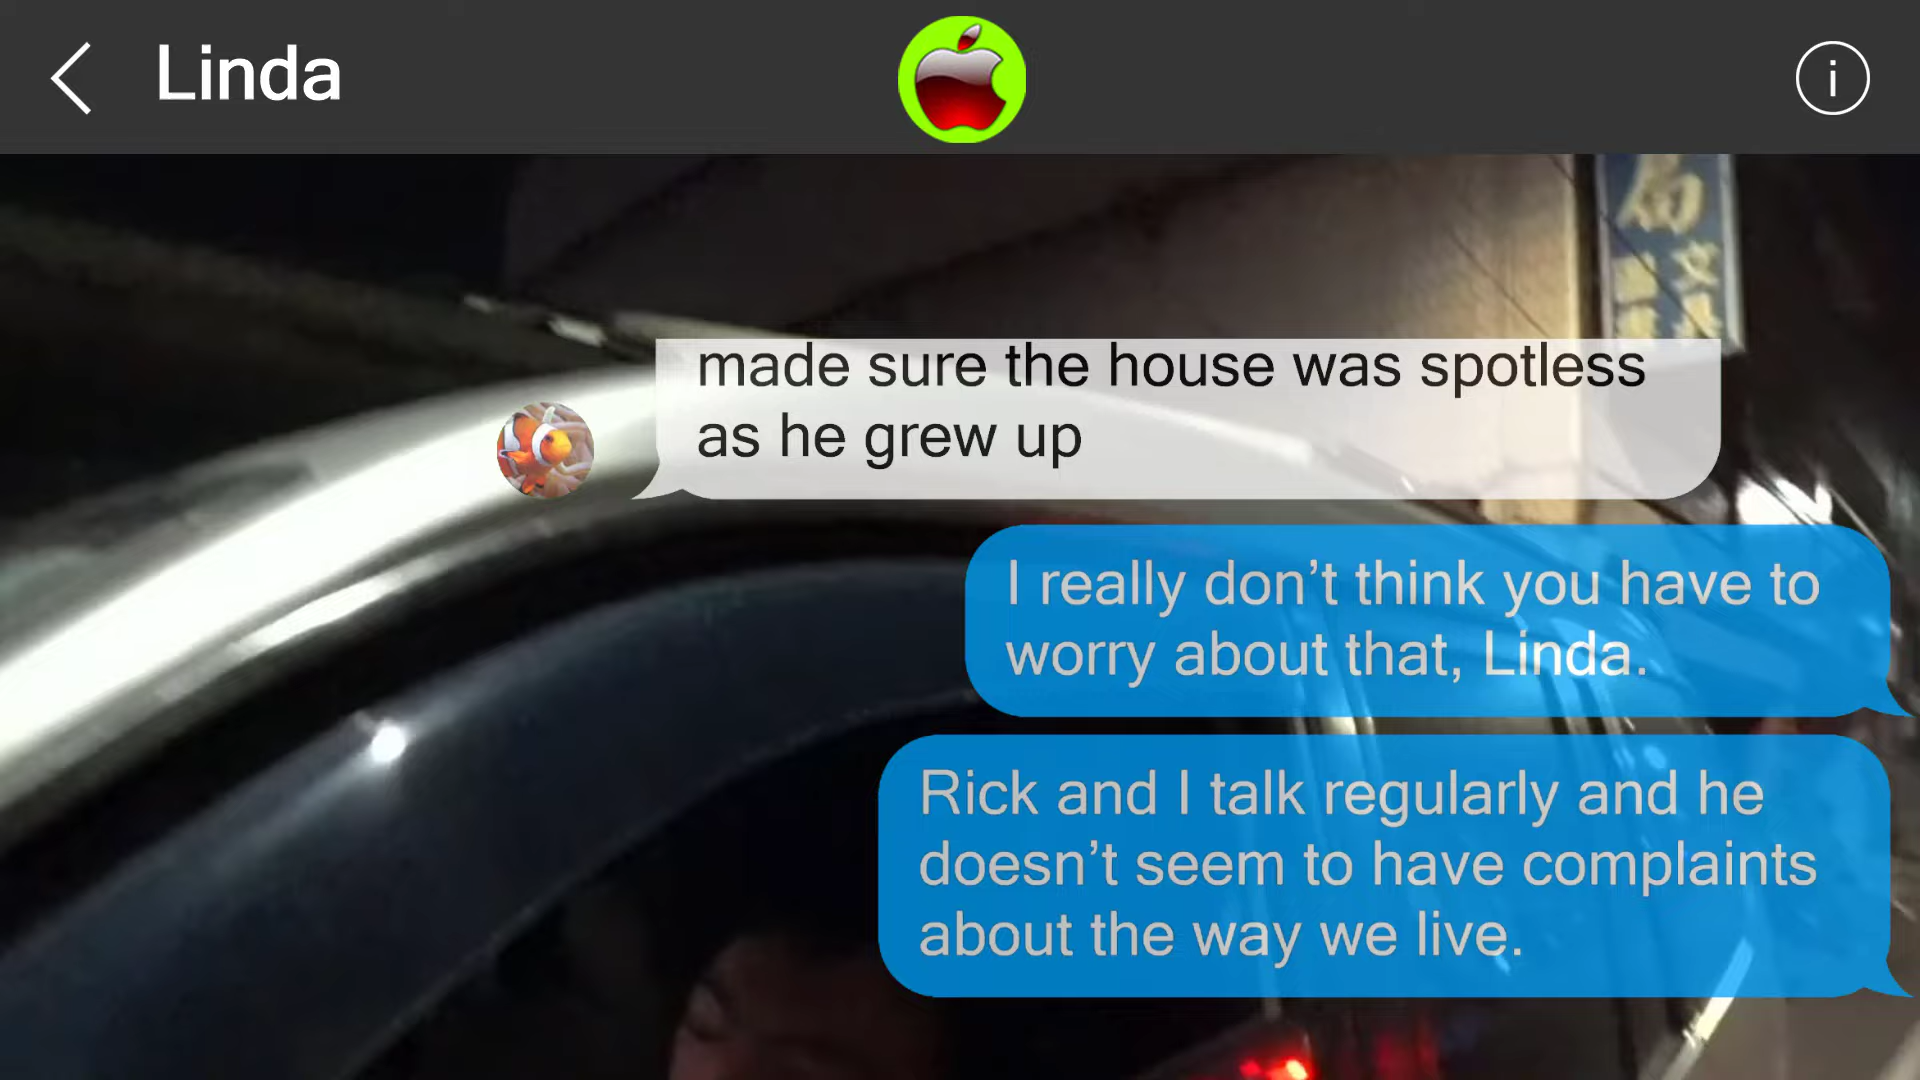 Linda
made sure the house was spotless
as he grew up
I really don’t think you have to
worry about that, Linda.
Rick and I talk regularly and he
doesn’t seem to have complaints
about the way we live.